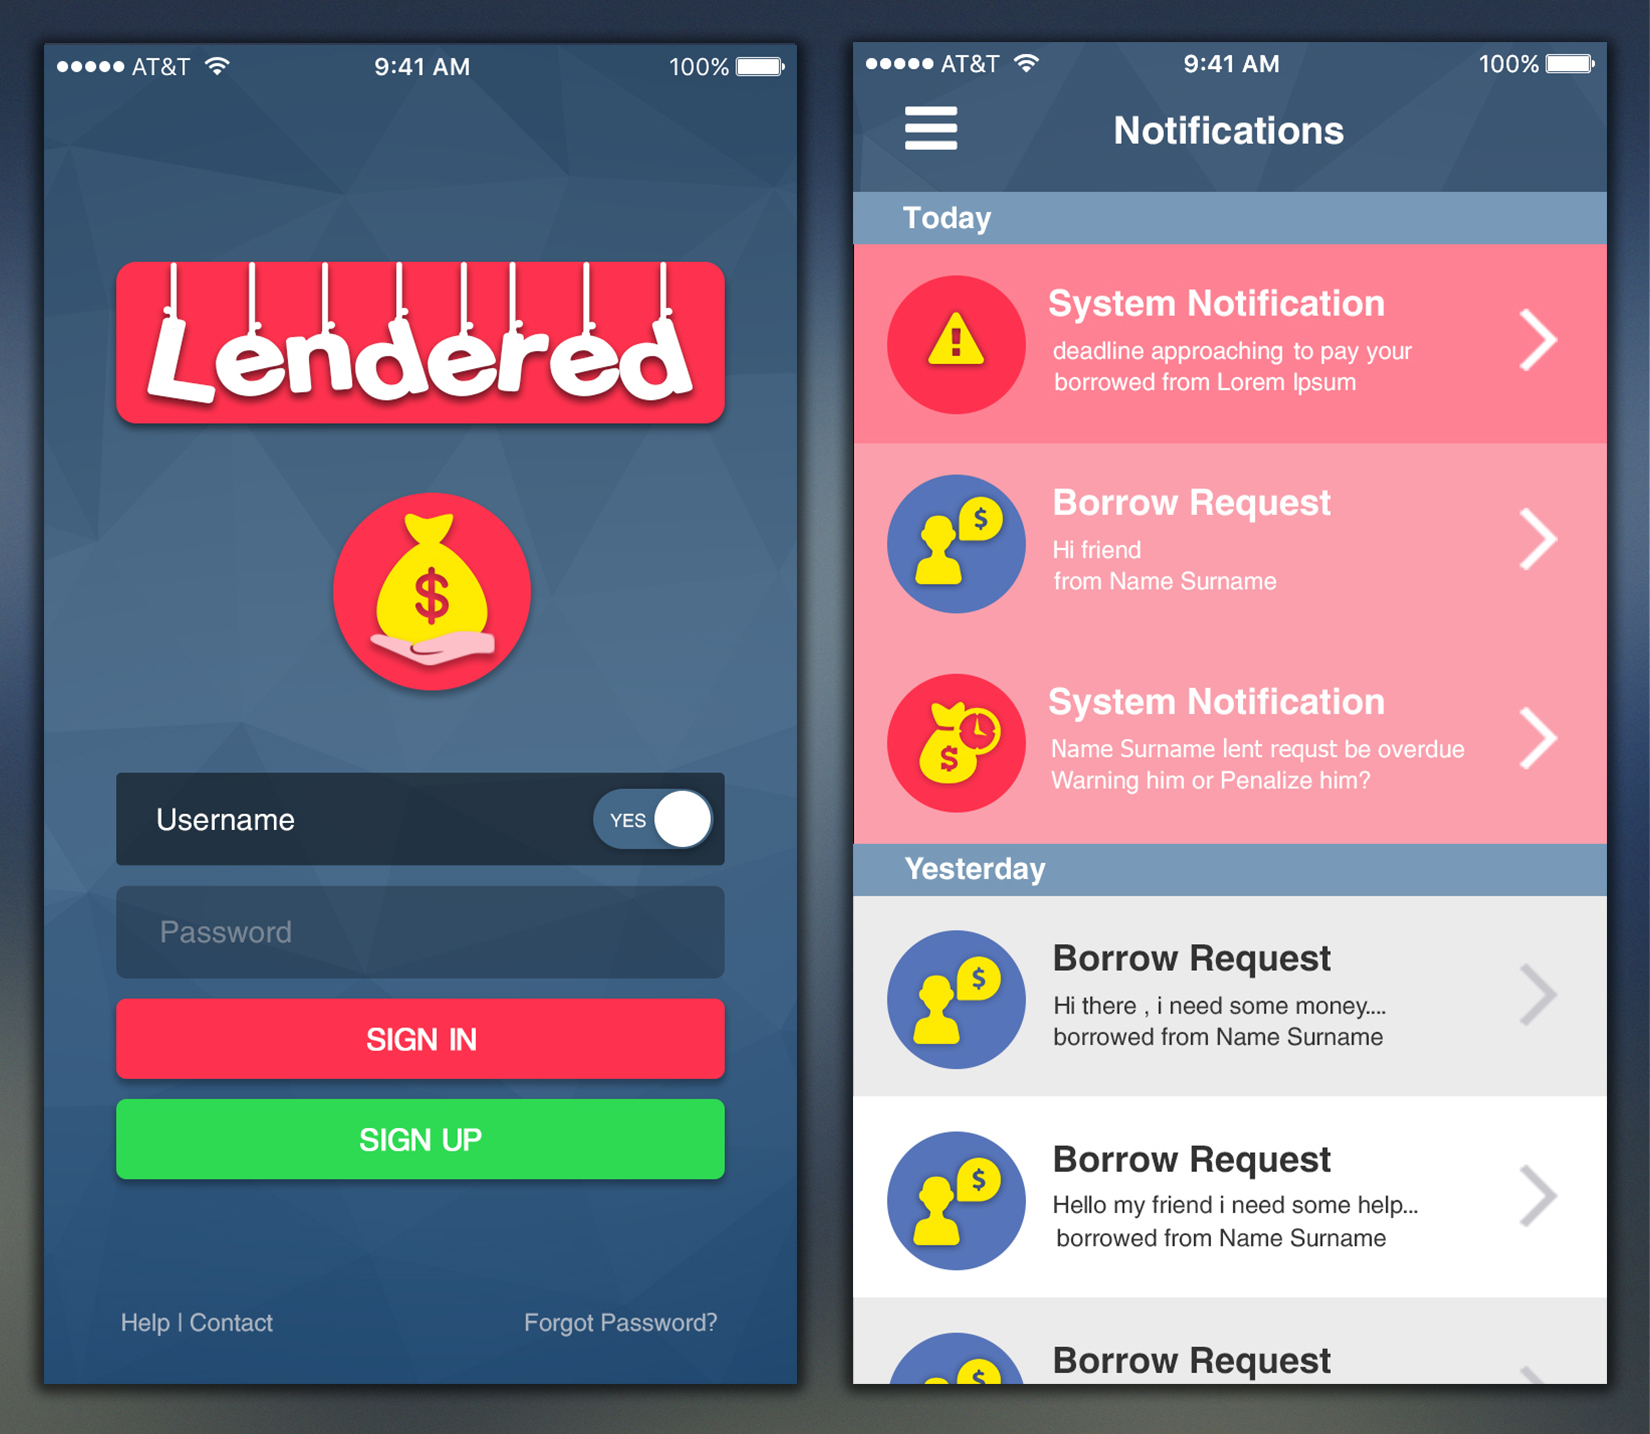 AT&T 9:41 AM 100%
Lendered
$
Username YES
Password
SIGN IN
SIGN UP
Help | Contact Forgot Password?
AT&T 9:41 AM 100%
Notifications
Today
!
System Notification
deadline approaching to pay your
borrowed from Lorem Ipsum
$
Borrow Request
Hi friend
from Name Surname
$
System Notification
Name Surname lent requst be overdue
Warning him or Penalize him?
Yesterday
$
Borrow Request
Hi there , i need some money....
borrowed from Name Surname
$
Borrow Request
Hello my friend i need some help...
borrowed from Name Surname
$
Borrow Request